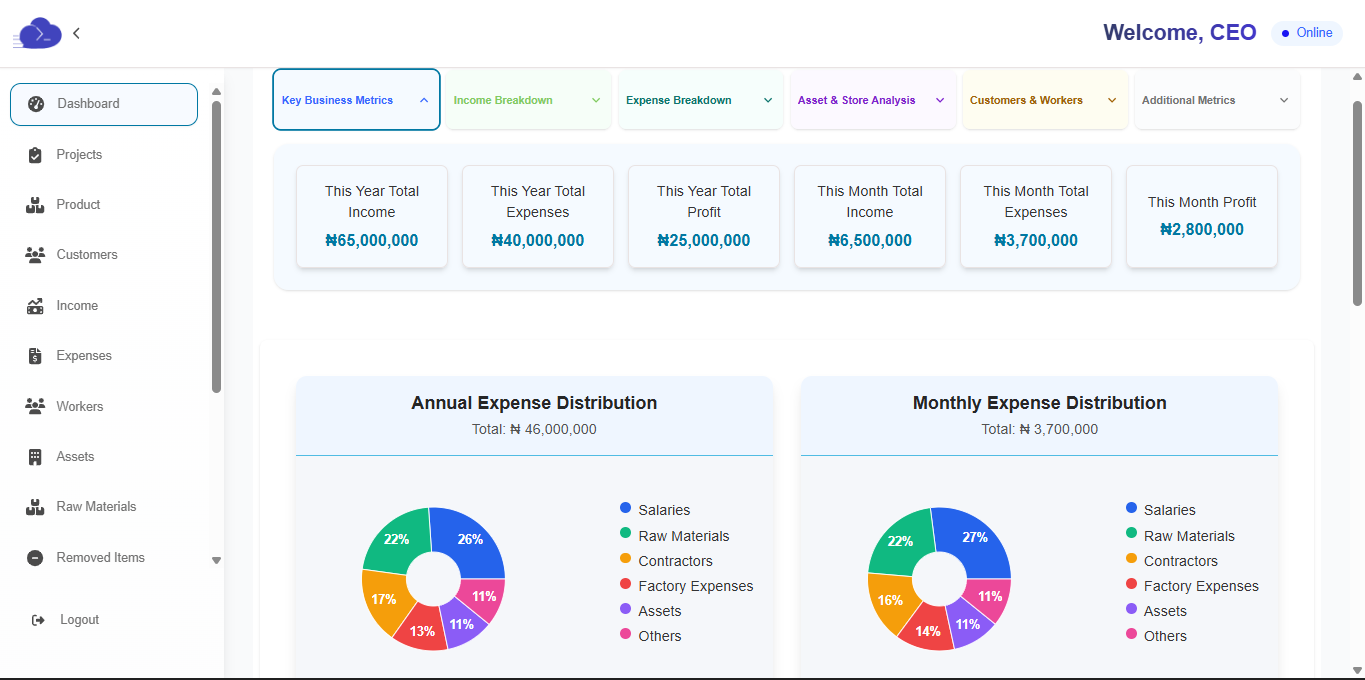 Welcome, CEO
Online
Dashboard
Projects
Product
Customers
Income
Expenses
Workers
Assets
Raw Materials
Removed Items
Logout
Key Business Metrics
Income Breakdown
Expense Breakdown
Asset & Store Analysis
Customers & Workers
Additional Metrics
This Year Total
Income
₦65,000,000
This Year Total
Expenses
₦40,000,000
This Year Total
Profit
₦25,000,000
This Month Total
Income
₦6,500,000
This Month Total
Expenses
₦3,700,000
This Month Profit
₦2,800,000
Annual Expense Distribution
Total: ₦ 46,000,000
22%
26%
17%
11%
13%
11%
Salaries
Raw Materials
Contractors
Factory Expenses
Assets
Others
Monthly Expense Distribution
Total: ₦ 3,700,000
22%
27%
16%
11%
14%
11%
Salaries
Raw Materials
Contractors
Factory Expenses
Assets
Others